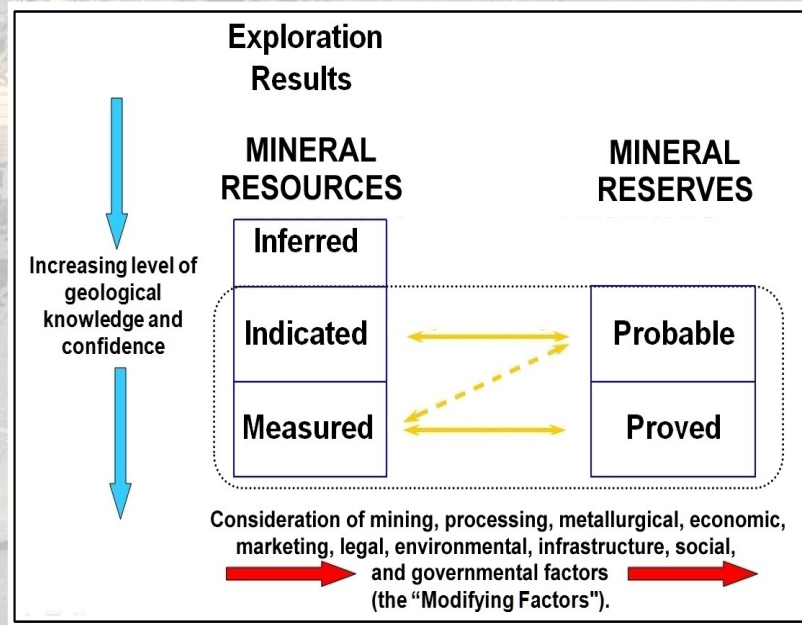 Exploration
Results
MINERAL
RESOURCES
MINERAL
RESERVES
Inferred
Increasing level of
geological
knowledge and
confidence
Indicated
Probable
Measured
Proved
Consideration of mining, processing, metallurgical, economic,
marketing, legal, environmental, infrastructure, social,
and governmental factors
(the “Modifying Factors").